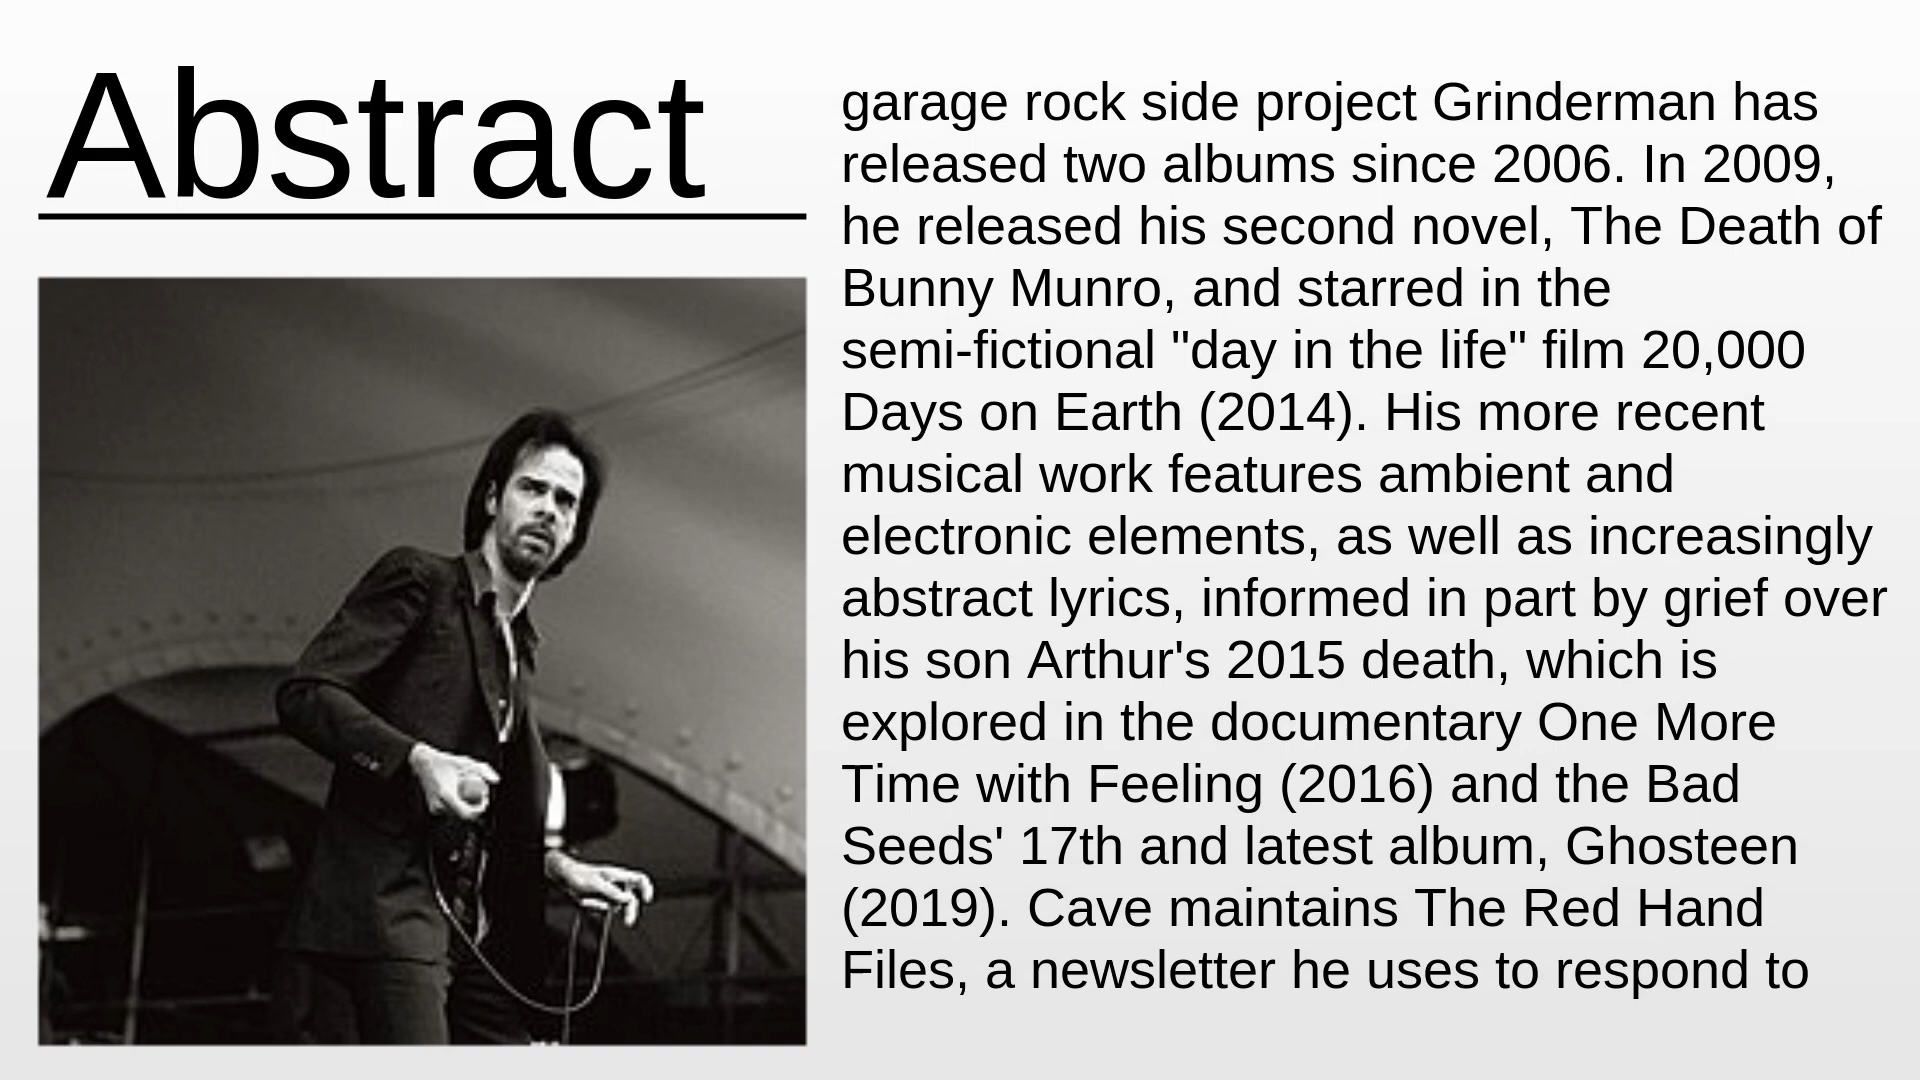 Abstract
garage rock side project Grinderman has
released two albums since 2006. In 2009,
he released his second novel, The Death of
Bunny Munro, and starred in the
semi-fictional "day in the life" film 20,000
Days on Earth (2014). His more recent
musical work features ambient and
electronic elements, as well as increasingly
abstract lyrics, informed in part by grief over
his son Arthur's 2015 death, which is
explored in the documentary One More
Time with Feeling (2016) and the Bad
Seeds' 17th and latest album, Ghosteen
(2019). Cave maintains The Red Hand
Files, a newsletter he uses to respond to